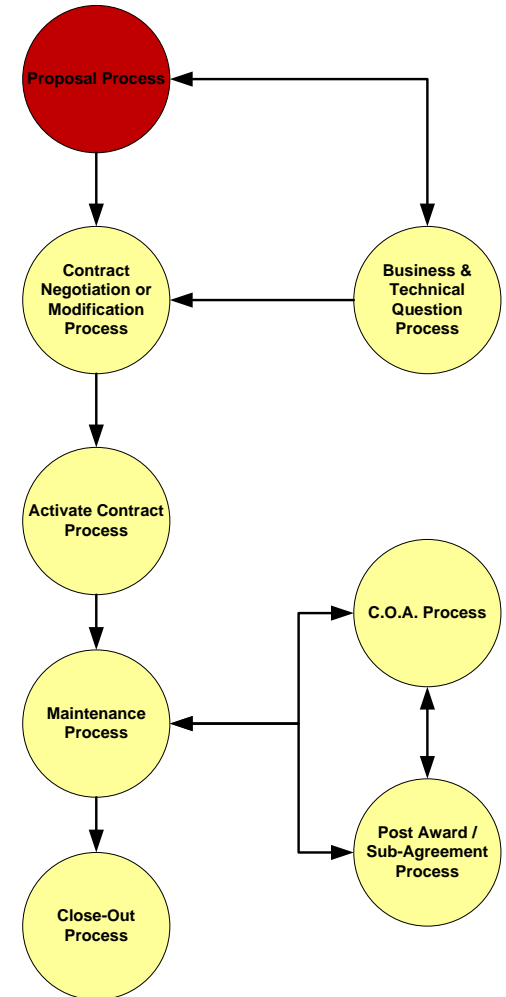 Proposal Process
Contract
Negotiation or
Modification
Process
Business &
Technical
Question
Process
Activate Contract
Process
C.O.A. Process
Maintenance
Process
Post Award /
Sub-Agreement
Process
Close-Out
Process